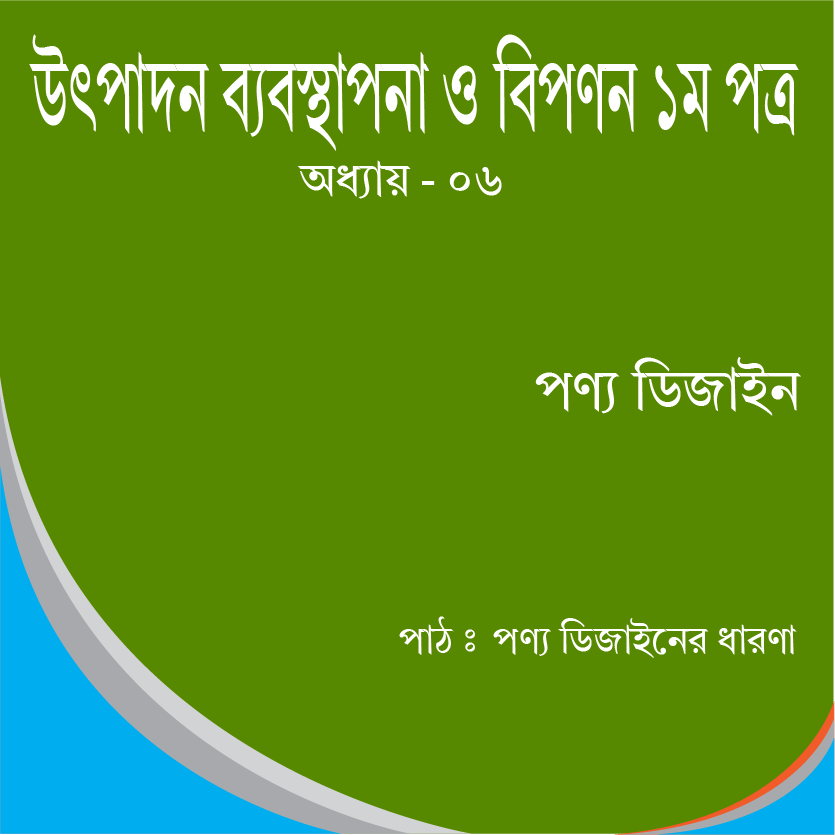 উৎপাদন ব্যবস্থাপনা ও বিপণন ১ম পত্র
অধ্যায় - ০৬
পণ্য ডিজাইন
পাঠ ঃ পণ্য ডিজাইনের ধারণা